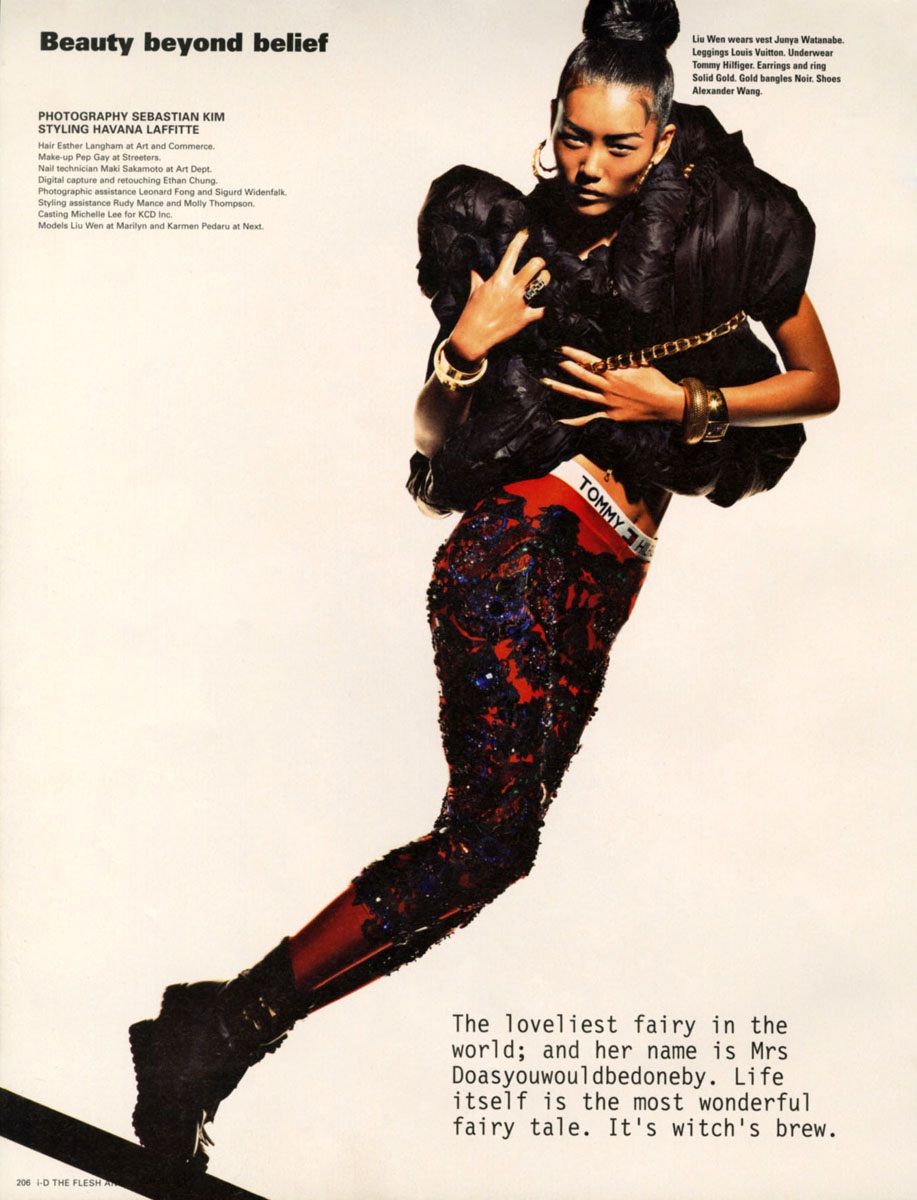 Beauty beyond belief
Liu Wen wears vest Junya Watanabe.
Leggings Louis Vuitton. Underwear
Tommy Hilfiger. Earrings and ring
Solid Gold. Gold bangles Noir. Shoes
Alexander Wang.
PHOTOGRAPHY SEBASTIAN KIM
STYLING HAVANA LAFFITTE
Hair Esther Langham at Art and Commerce.
Make-up Pep Gay at Streeters.
Nail technician Maki Sakamoto at Art Dept.
Digital capture and retouching Ethan Chung.
Photographic assistance Leonard Fong and Sigurd Widenfalk.
Styling assistance Rudy Mance and Molly Thompson.
Casting Michelle Lee for KCD Inc.
Models Liu Wen at Marilyn and Karmen Pedaru at Next.
TOMMY
The loveliest fairy in the
world; and her name is Mrs
Doasyouwouldbedoneby. Life
itself is the most wonderful
fairy tale. It's witch's brew.
206 i-D THE FLESH